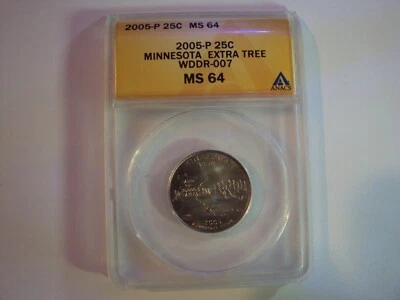 2005-P 25C MS 64
2005-P 25C
MINNESOTA EXTRA TREE
WDDR-007
MS 64
ANACS